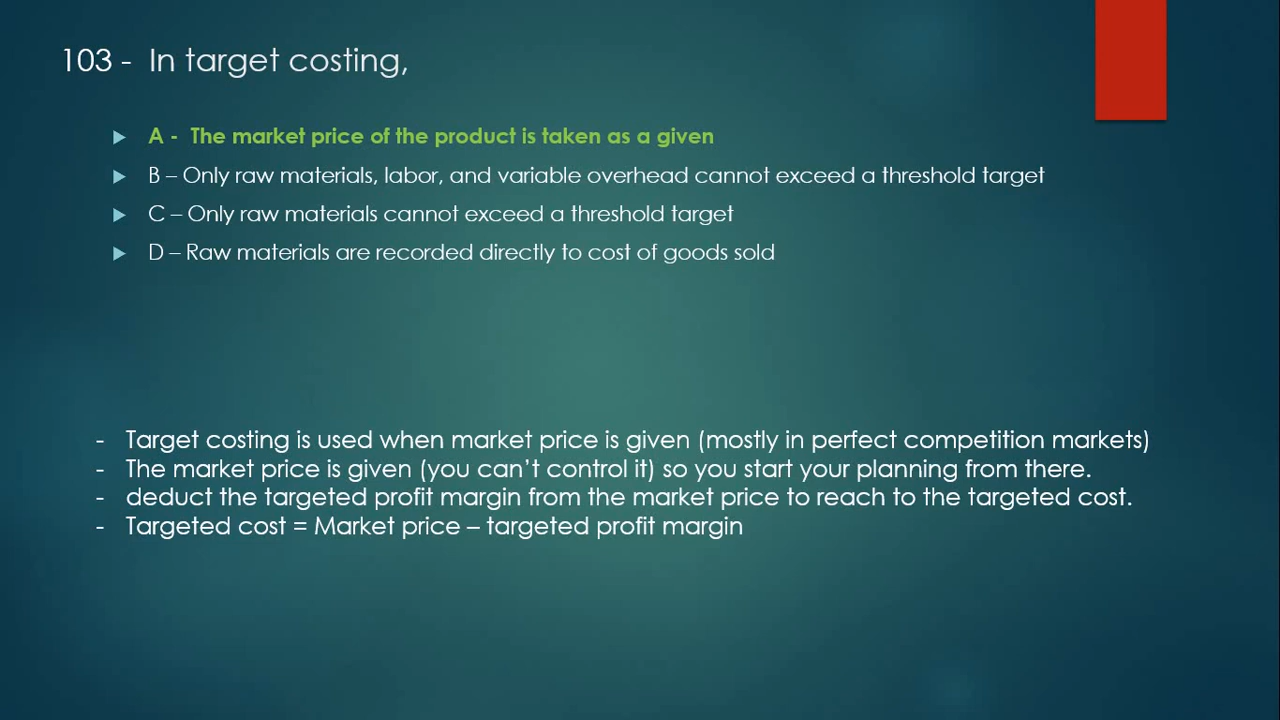 103 - In target costing,
A - The market price of the product is taken as a given
B – Only raw materials, labor, and variable overhead cannot exceed a threshold target
C – Only raw materials cannot exceed a threshold target
D – Raw materials are recorded directly to cost of goods sold
- Target costing is used when market price is given (mostly in perfect competition markets)
- The market price is given (you can't control it) so you start your planning from there.
- deduct the targeted profit margin from the market price to reach to the targeted cost.
- Targeted cost = Market price – targeted profit margin